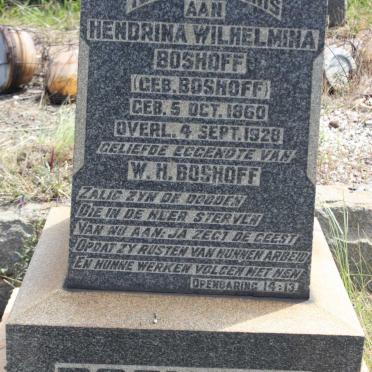 AAN
HENDRINA WILHELMINA
BOSHOFF
(GEB. BOSHOFF)
GEB. 5 OCT. 1860
OVERL. 4 SEPT. 1928
GELIEFDE EGGENOTE VAN
W. H. BOSHOFF
ZALIG ZYN DE DOODEN
DIE IN DE HEER STERVEN
VAN NU AAN: JA ZEGT DE GEEST
OPDAT ZY RUSTEN VAN HUNNEN ARBEID
EN HUNNE WERKEN VOLGEN MET HEN
OPENBARING 14:13